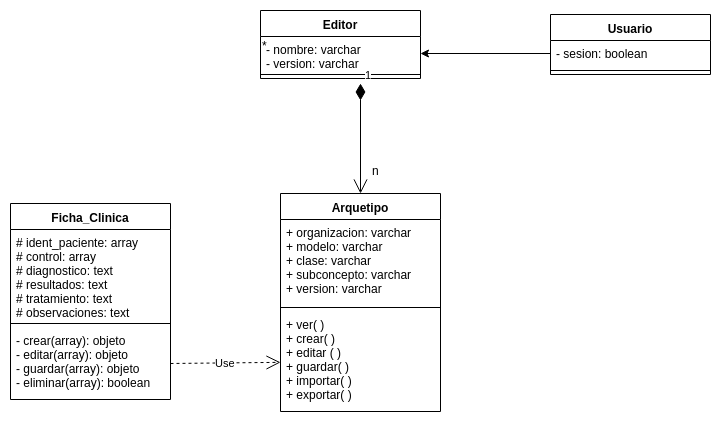 Editor
*
- nombre: varchar
- version: varchar
1
Usuario
- sesion: boolean
n
Ficha_Clinica
# ident_paciente: array
# control: array
# diagnostico: text
# resultados: text
# tratamiento: text
# observaciones: text
- crear(array): objeto
- editar(array): objeto
- guardar(array): objeto
- eliminar(array): boolean
Use
Arquetipo
+ organizacion: varchar
+ modelo: varchar
+ clase: varchar
+ subconcepto: varchar
+ version: varchar
+ ver( )
+ crear( )
+ editar ( )
+ guardar( )
+ importar( )
+ exportar( )